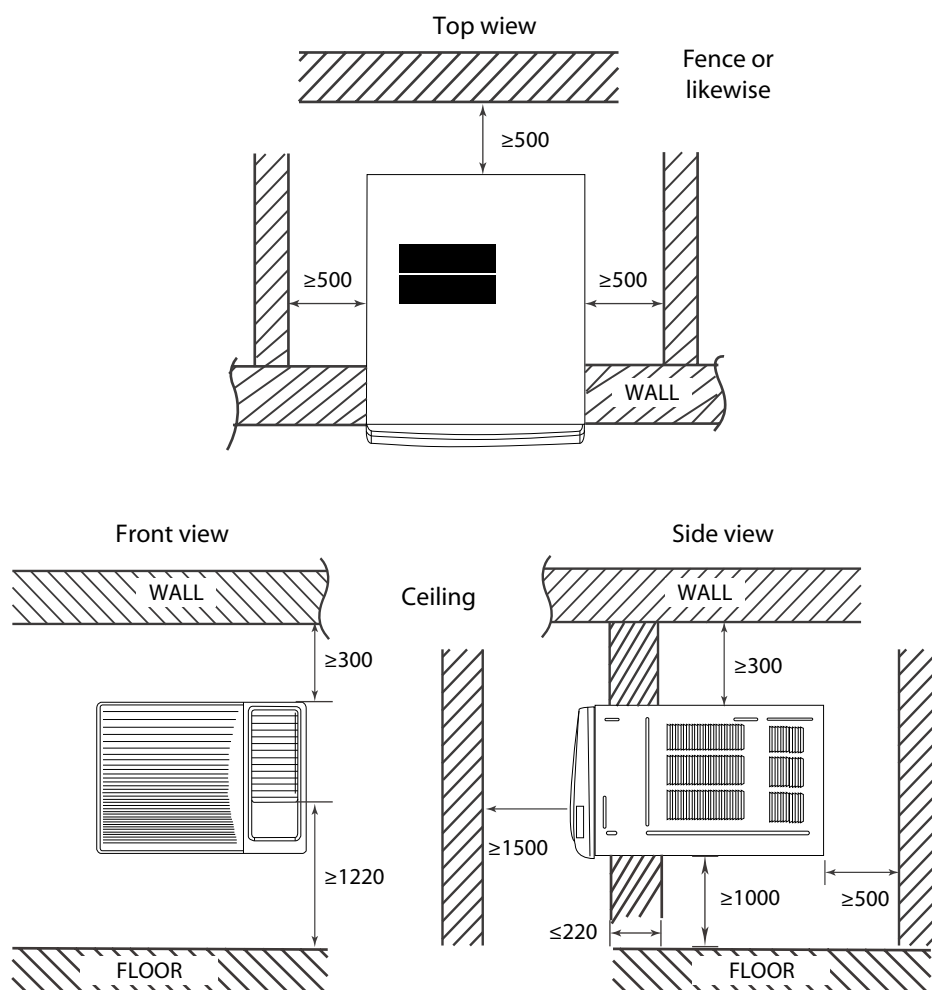 Top wiew
Fence or
likewise
≥500
≥500
≥500
WALL
Front view
Side view
WALL
Ceiling
WALL
≥300
≥300
≥1500
≥1220
≥1000
≥500
≤220
FLOOR
FLOOR